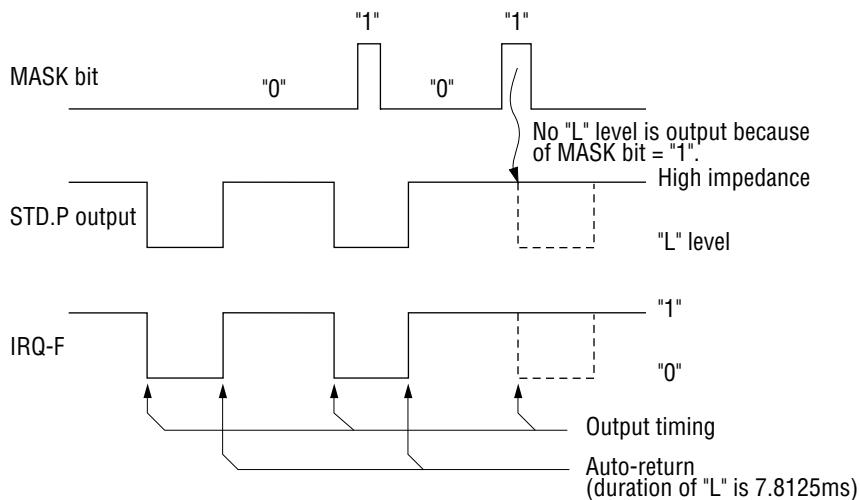 "1" "1"
MASK bit
"0" "0"
No "L" level is output because
of MASK bit = "1".
High impedance
STD.P output
"L" level
"1"
IRQ-F
"0"
Output timing
Auto-return
(duration of "L" is 7.8125ms)